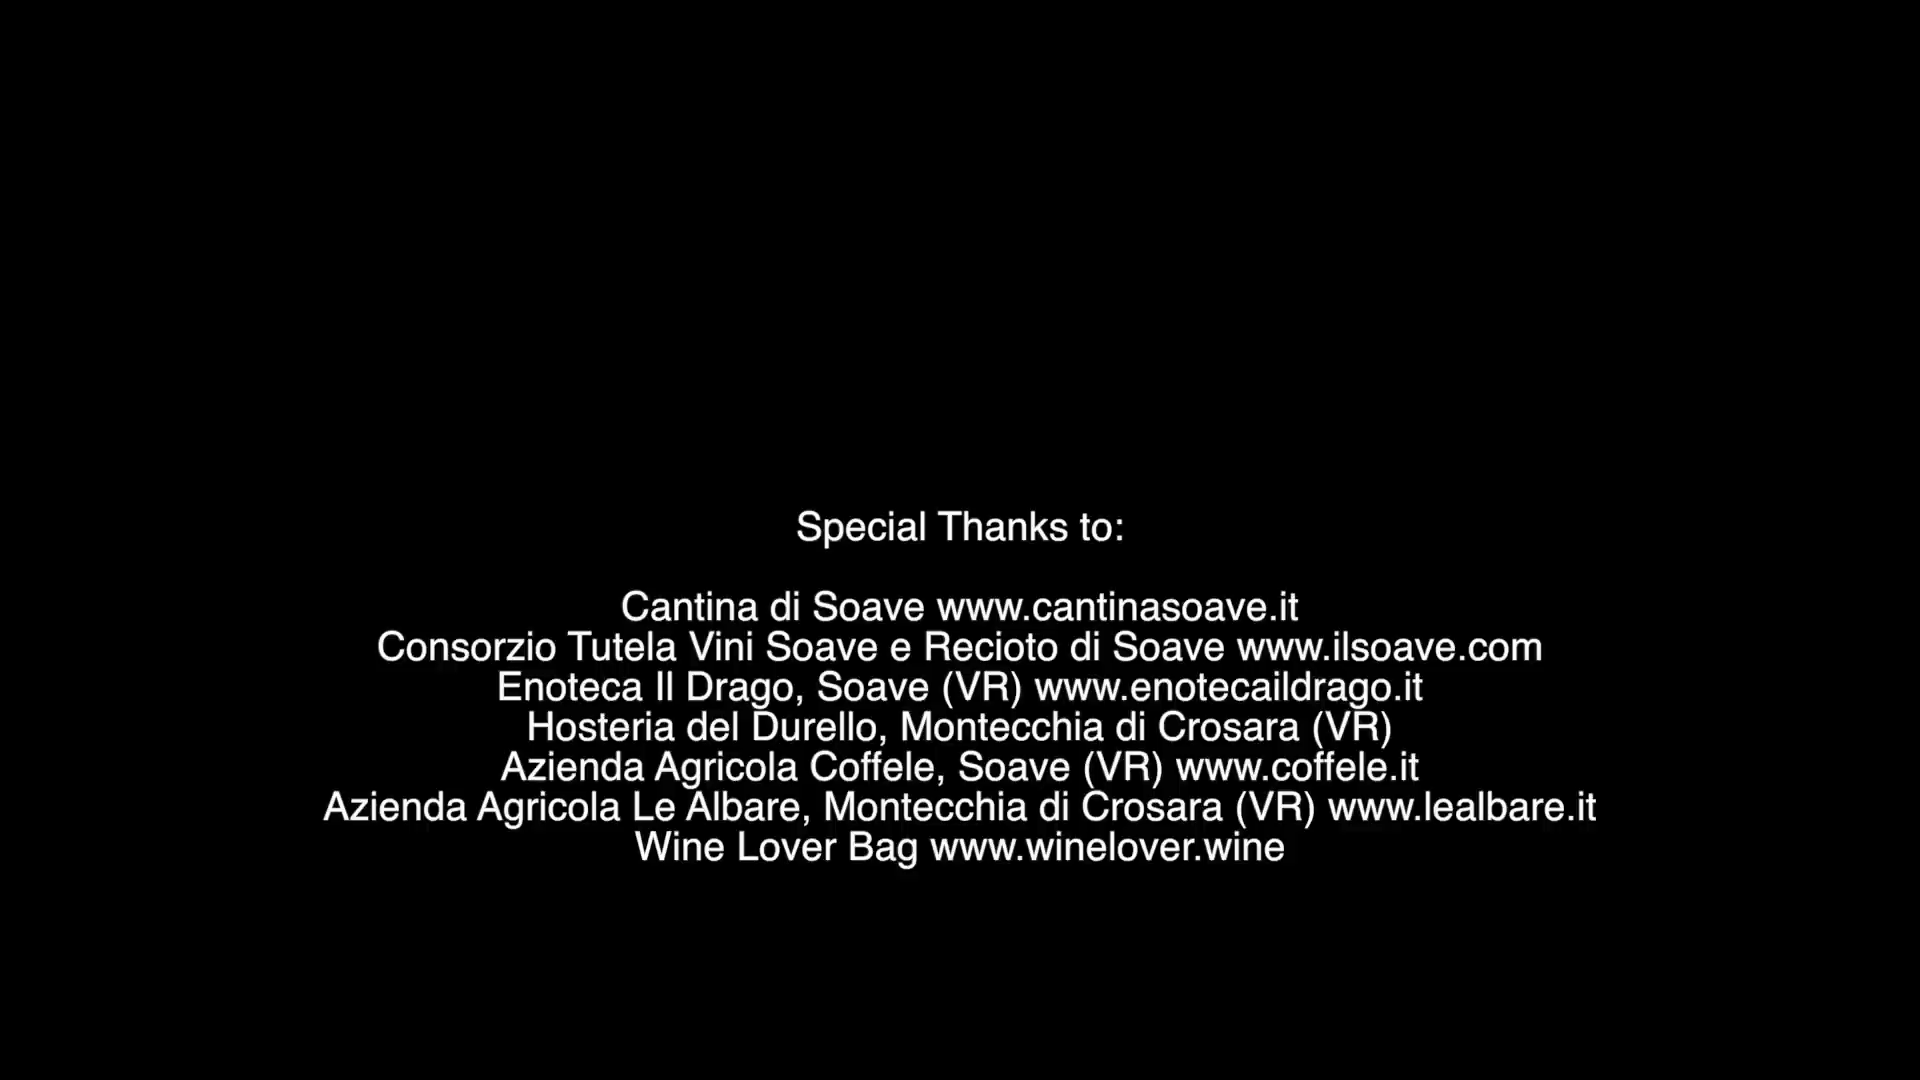 Special Thanks to:
Cantina di Soave www.cantinasoave.it
Consorzio Tutela Vini Soave e Recioto di Soave www.ilsoave.com
Enoteca Il Drago, Soave (VR) www.enotecaildrago.it
Hosteria del Durello, Montecchia di Crosara (VR)
Azienda Agricola Coffele, Soave (VR) www.coffele.it
Azienda Agricola Le Albare, Montecchia di Crosara (VR) www.lealbare.it
Wine Lover Bag www.winelover.wine